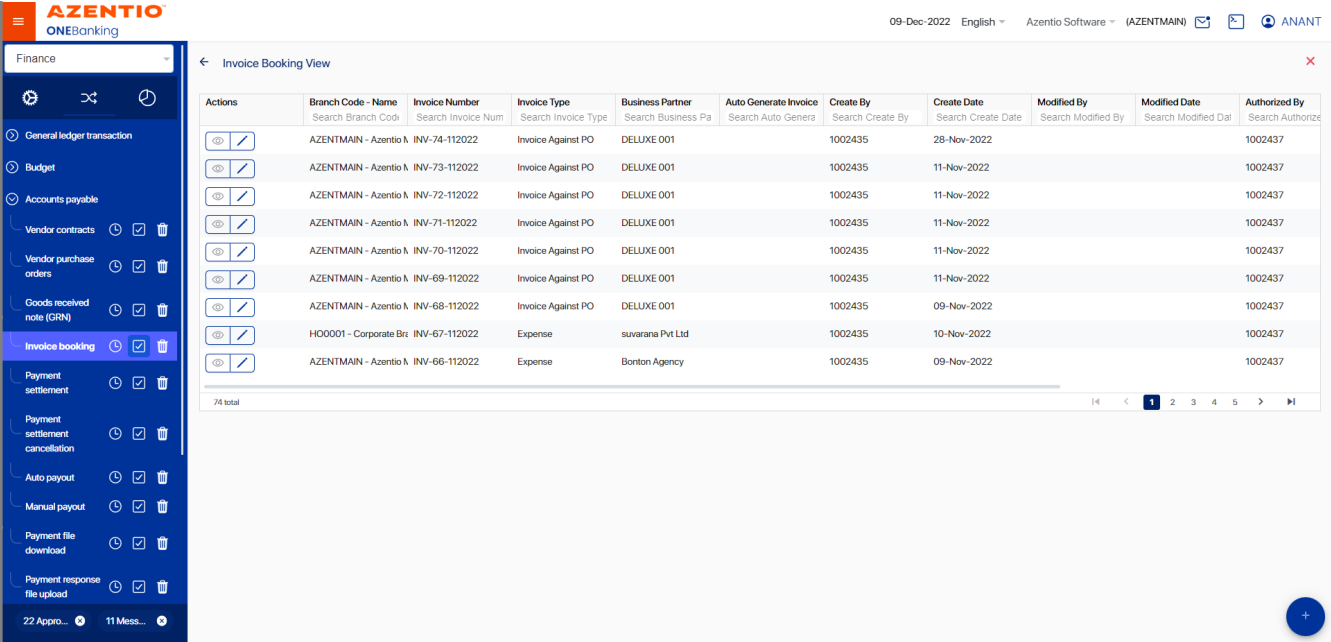 AZENTIO™
ONEBanking
09-Dec-2022 English Azentio Software (AZENTMAIN) ANANT
Finance
General ledger transaction
Budget
Accounts payable
Vendor contracts
Vendor purchase
orders
Goods received
note (GRN)
Invoice booking
Payment
settlement
Payment
settlement
cancellation
Auto payout
Manual payout
Payment file
download
Payment response
file upload
22 Appro... 11 Mess...
Invoice Booking View
Actions Branch Code - Name Invoice Number Invoice Type Business Partner Auto Generate Invoice Create By Create Date Modified By Modified Date Authorized By
Search Branch Code Search Invoice Num Search Invoice Type Search Business Pa Search Auto Genera Search Create By Search Create Date Search Modified By Search Modified Dat Search Authorize
AZENTMAIN - Azentio M INV-74-112022 Invoice Against PO DELUXE 001 1002435 28-Nov-2022 1002437
AZENTMAIN - Azentio M INV-73-112022 Invoice Against PO DELUXE 001 1002435 11-Nov-2022 1002437
AZENTMAIN - Azentio M INV-72-112022 Invoice Against PO DELUXE 001 1002435 11-Nov-2022 1002437
AZENTMAIN - Azentio M INV-71-112022 Invoice Against PO DELUXE 001 1002435 11-Nov-2022 1002437
AZENTMAIN - Azentio M INV-70-112022 Invoice Against PO DELUXE 001 1002435 11-Nov-2022 1002437
AZENTMAIN - Azentio M INV-69-112022 Invoice Against PO DELUXE 001 1002435 11-Nov-2022 1002437
AZENTMAIN - Azentio M INV-68-112022 Invoice Against PO DELUXE 001 1002435 09-Nov-2022 1002437
HO0001 - Corporate Bra INV-67-112022 Expense suvarana Pvt Ltd 1002435 10-Nov-2022 1002437
AZENTMAIN - Azentio M INV-66-112022 Expense Bonton Agency 1002435 09-Nov-2022 1002437
74 total 1 2 3 4 5